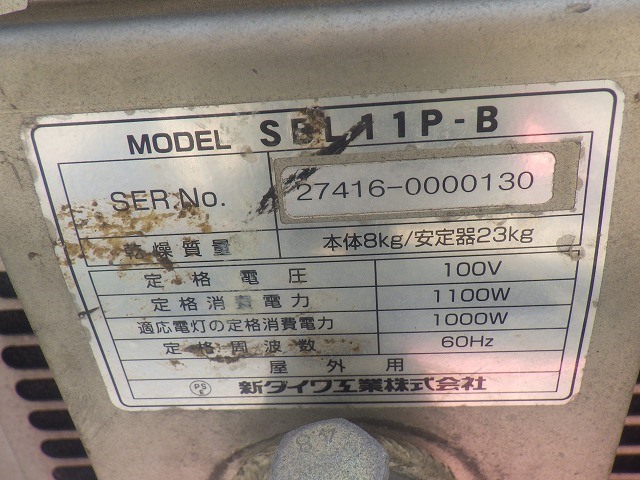 MODEL SBL11P-B
SER.No. 27416-0000130
乾燥質量 本体8kg/安定器23kg
定格電圧 100V
定格消費電力 1100W
適応電灯の定格消費電力 1000W
定格周波数 60Hz
屋外用
PSE 新ダイワ工業株式会社